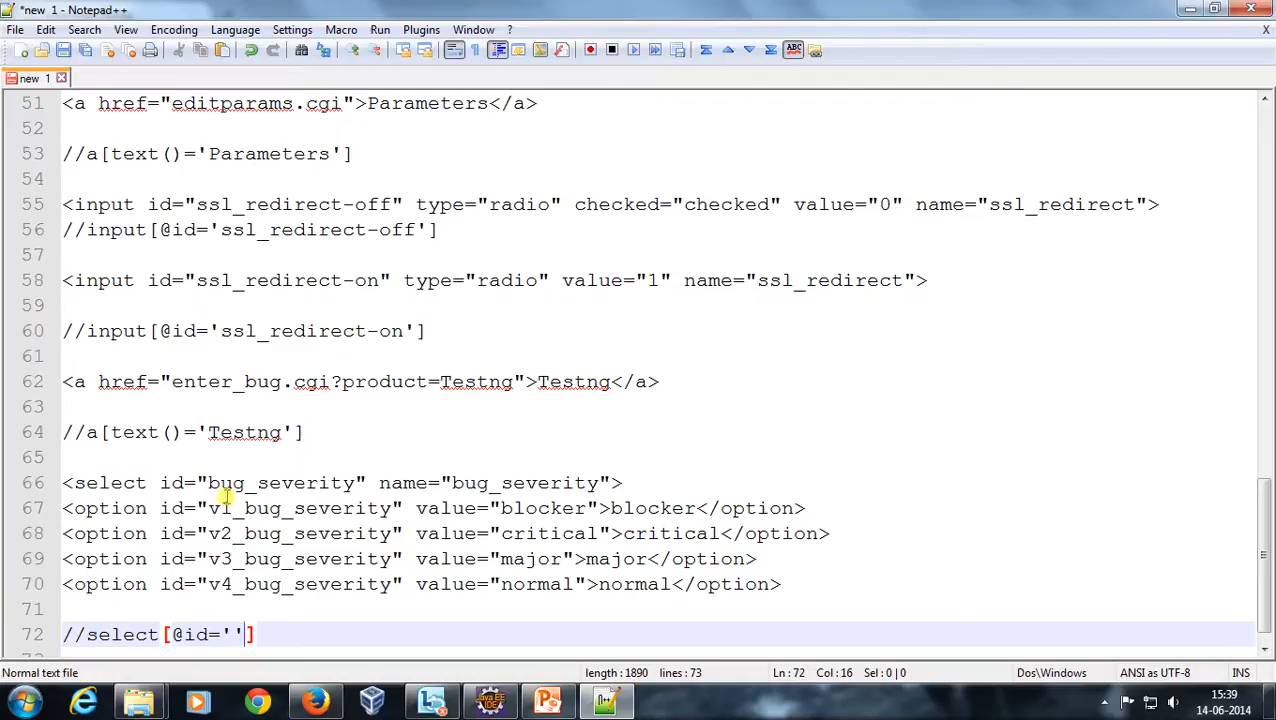 *new 1 - Notepad++
File Edit Search View Encoding Language Settings Macro Run Plugins Window ? X
new 1
51 <a href="editparams.cgi">Parameters</a>
52
53 //a[text()='Parameters']
54
55 <input id="ssl_redirect-off" type="radio" checked="checked" value="0" name="ssl_redirect">
56 //input[@id='ssl_redirect-off']
57
58 <input id="ssl_redirect-on" type="radio" value="1" name="ssl_redirect">
59
60 //input[@id='ssl_redirect-on']
61
62 <a href="enter_bug.cgi?product=Testng">Testng</a>
63
64 //a[text()='Testng']
65
66 <select id="bug_severity" name="bug_severity">
67 <option id="v1_bug_severity" value="blocker">blocker</option>
68 <option id="v2_bug_severity" value="critical">critical</option>
69 <option id="v3_bug_severity" value="major">major</option>
70 <option id="v4_bug_severity" value="normal">normal</option>
71
72 //select[@id='']
Normal text file length : 1890 lines : 73 Ln : 72 Col : 16 Sel : 0 | 0 Dos\Windows ANSI as UTF-8 INS
15:39
14-06-2014